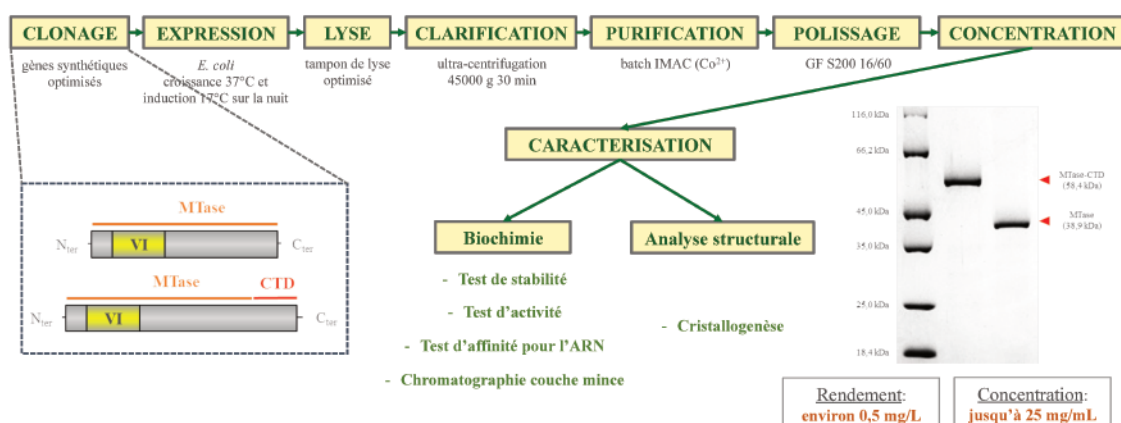 CLONAGE
EXPRESSION
LYSE
CLARIFICATION
PURIFICATION
POLISSAGE
CONCENTRATION
gènes synthétiques
optimisés
E. coli
croissance 37°C et
induction 17°C sur la nuit
tampon de lyse
optimisé
ultra-centrifugation
45000 g 30 min
batch IMAC (Co²⁺)
GF S200 16/60
CARACTERISATION
Biochimie
Analyse structurale
- Test de stabilité
- Test d'activité
- Test d'affinité pour l'ARN
- Chromatographie couche mince
- Cristallogenèse
MTase
Nter
VI
Cter
MTase
CTD
Nter
VI
Cter
116,0 kDa
66,2 kDa
45,0 kDa
35,0 kDa
25,0 kDa
18,4 kDa
MTase-CTD
(58,4 kDa)
MTase
(38,9 kDa)
Rendement:
environ 0,5 mg/L
Concentration:
jusqu'à 25 mg/mL